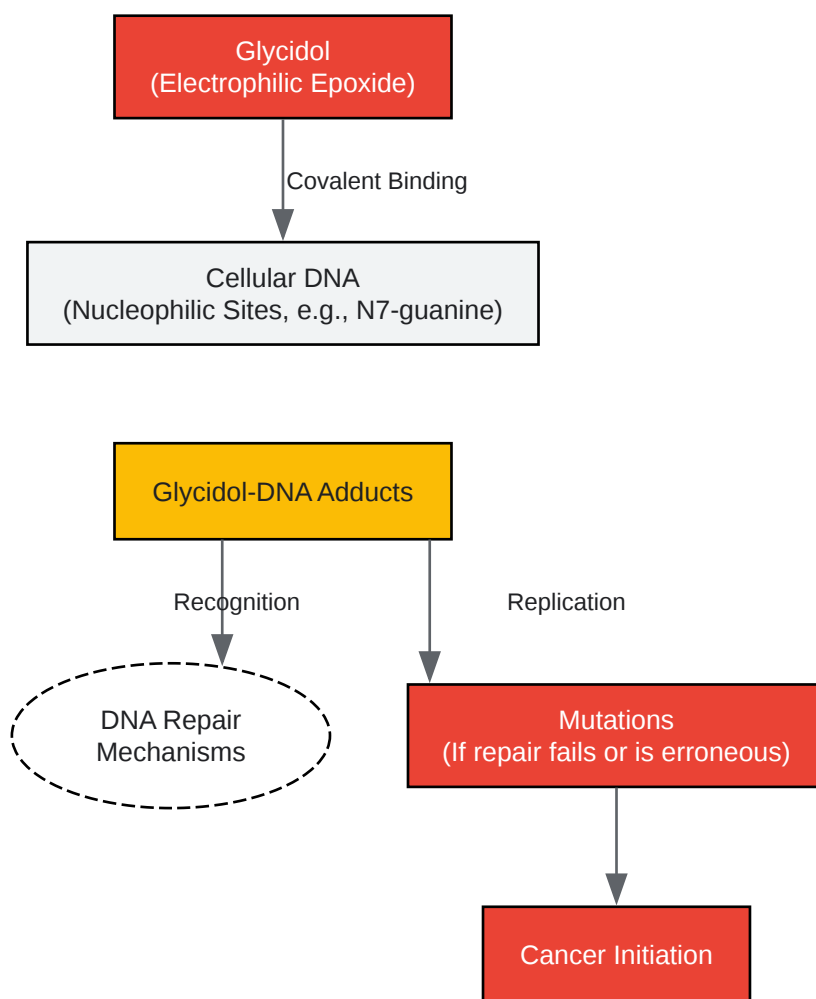 Glycidol
(Electrophilic Epoxide)
Covalent Binding
Cellular DNA
(Nucleophilic Sites, e.g., N7-guanine)
Glycidol-DNA Adducts
Recognition
Replication
DNA Repair
Mechanisms
Mutations
(If repair fails or is erroneous)
Cancer Initiation